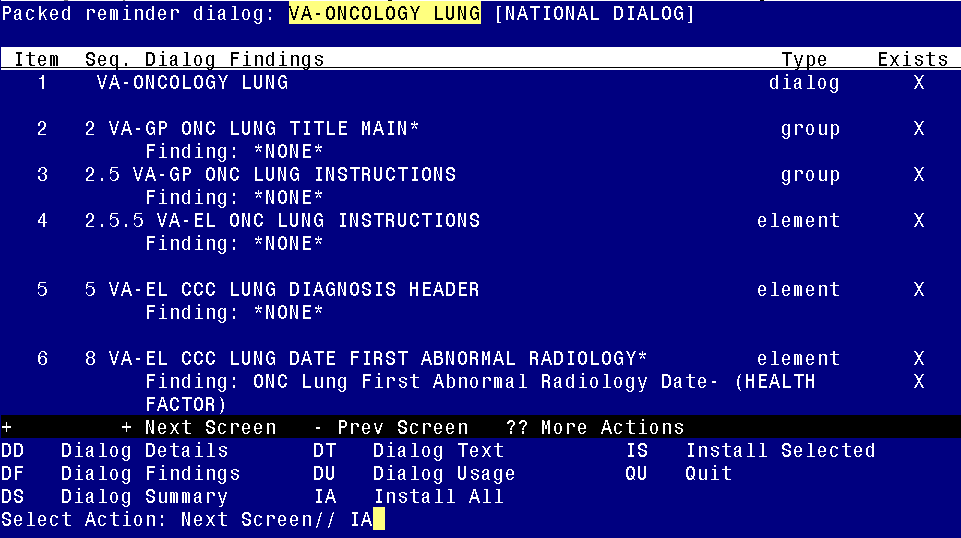 Packed reminder dialog: VA-ONCOLOGY LUNG [NATIONAL DIALOG]
Item Seq. Dialog Findings Type Exists
1 VA-ONCOLOGY LUNG dialog X
2 2 VA-GP ONC LUNG TITLE MAIN* group X
Finding: *NONE*
3 2.5 VA-GP ONC LUNG INSTRUCTIONS group X
Finding: *NONE*
4 2.5.5 VA-EL ONC LUNG INSTRUCTIONS element X
Finding: *NONE*
5 5 VA-EL CCC LUNG DIAGNOSIS HEADER element X
Finding: *NONE*
6 8 VA-EL CCC LUNG DATE FIRST ABNORMAL RADIOLOGY* element X
Finding: ONC Lung First Abnormal Radiology Date- (HEALTH X
FACTOR)
+ + Next Screen - Prev Screen ?? More Actions
DD Dialog Details DT Dialog Text IS Install Selected
DF Dialog Findings DU Dialog Usage QU Quit
DS Dialog Summary IA Install All
Select Action: Next Screen// IA